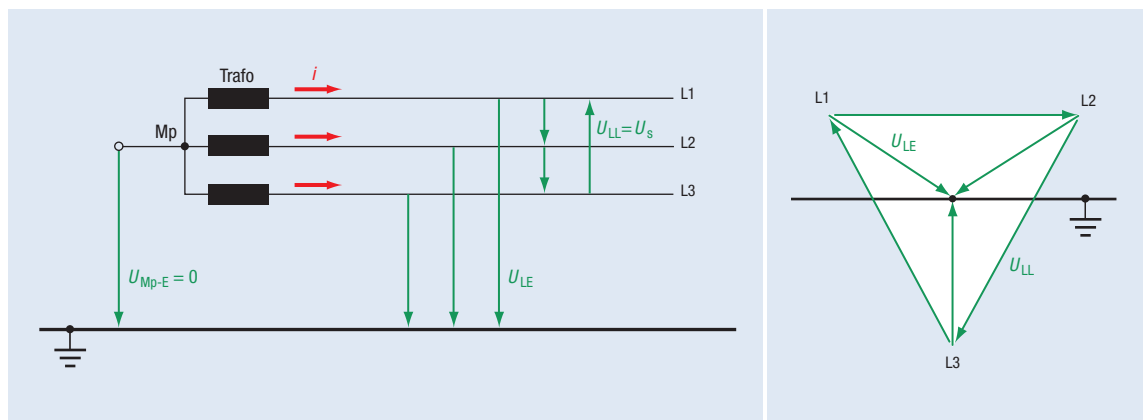 Trafo
i
L1
Mp
U_LL = U_s
L2
L3
U_Mp-E = 0
U_LE
L1
L2
U_LE
U_LL
L3